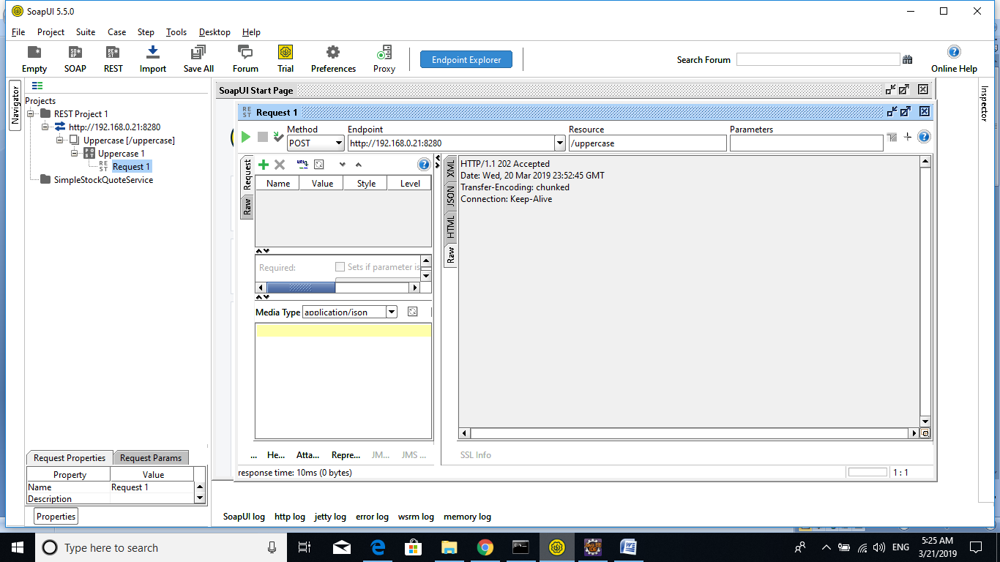 SoapUI 5.5.0
File Project Suite Case Step Tools Desktop Help
Empty SOAP REST Import Save All Forum Trial Preferences Proxy Endpoint Explorer Search Forum Online Help
Navigator
Projects
REST Project 1
http://192.168.0.21:8280
Uppercase [/uppercase]
Uppercase 1
Request 1
SimpleStockQuoteService
Request Properties Request Params
Property Value
Name Request 1
Description
Properties
SoapUI Start Page
Request 1
Method Endpoint Resource Parameters
POST http://192.168.0.21:8280 /uppercase
Request
Raw
Name Value Style Level
Required: Sets if parameter is
Media Type application/json
... He... Atta... Repre... JM... JMS ...
XML
JSON
HTML
Raw
HTTP/1.1 202 Accepted
Date: Wed, 20 Mar 2019 23:52:45 GMT
Transfer-Encoding: chunked
Connection: Keep-Alive
SSL Info
response time: 10ms (0 bytes) 1 : 1
Inspector
SoapUI log http log jetty log error log wsrm log memory log
Type here to search
ENG
5:25 AM
3/21/2019